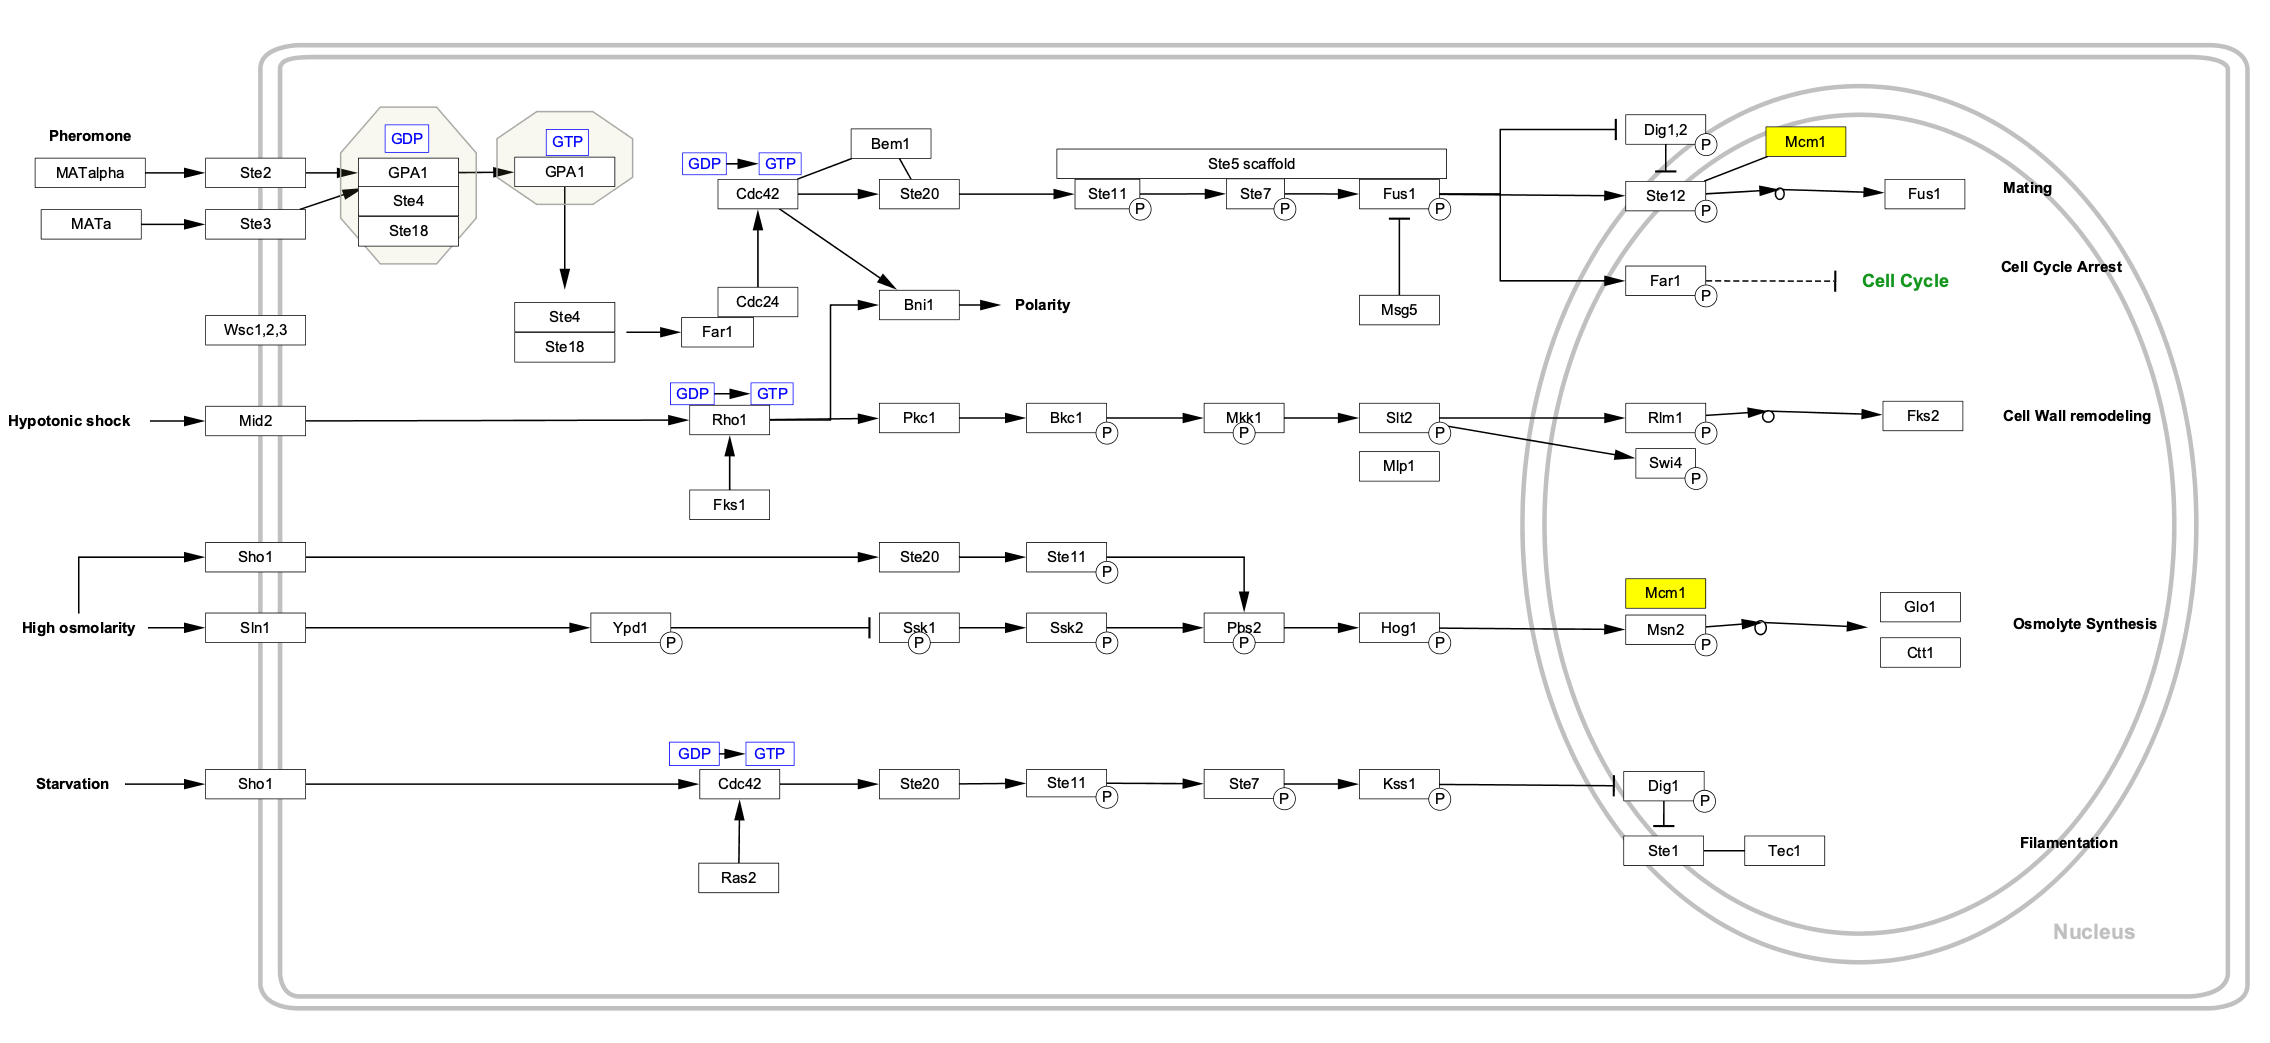 Pheromone
MATalpha
MATa
Ste2
Ste3
GDP
GPA1
Ste4
Ste18
GTP
GPA1
Ste4
Ste18
Far1
Cdc24
GDP
GTP
Cdc42
Bem1
Ste20
Bni1
Polarity
Ste5 scaffold
Ste11
P
Ste7
P
Fus1
P
Msg5
Dig1,2
P
Mcm1
Ste12
P
Fus1
Mating
Far1
P
Cell Cycle
Cell Cycle Arrest
Wsc1,2,3
Hypotonic shock
Mid2
GDP
GTP
Rho1
Fks1
Pkc1
Bkc1
P
Mkk1
P
Slt2
P
Mlp1
Rlm1
P
Swi4
P
Fks2
Cell Wall remodeling
Sho1
Ste20
Ste11
P
High osmolarity
Sln1
Ypd1
P
Ssk1
P
Ssk2
P
Pbs2
P
Hog1
P
Mcm1
Msn2
P
Glo1
Ctt1
Osmolyte Synthesis
Starvation
Sho1
GDP
GTP
Cdc42
Ras2
Ste20
Ste11
P
Ste7
P
Kss1
P
Dig1
P
Ste1
Tec1
Filamentation
Nucleus